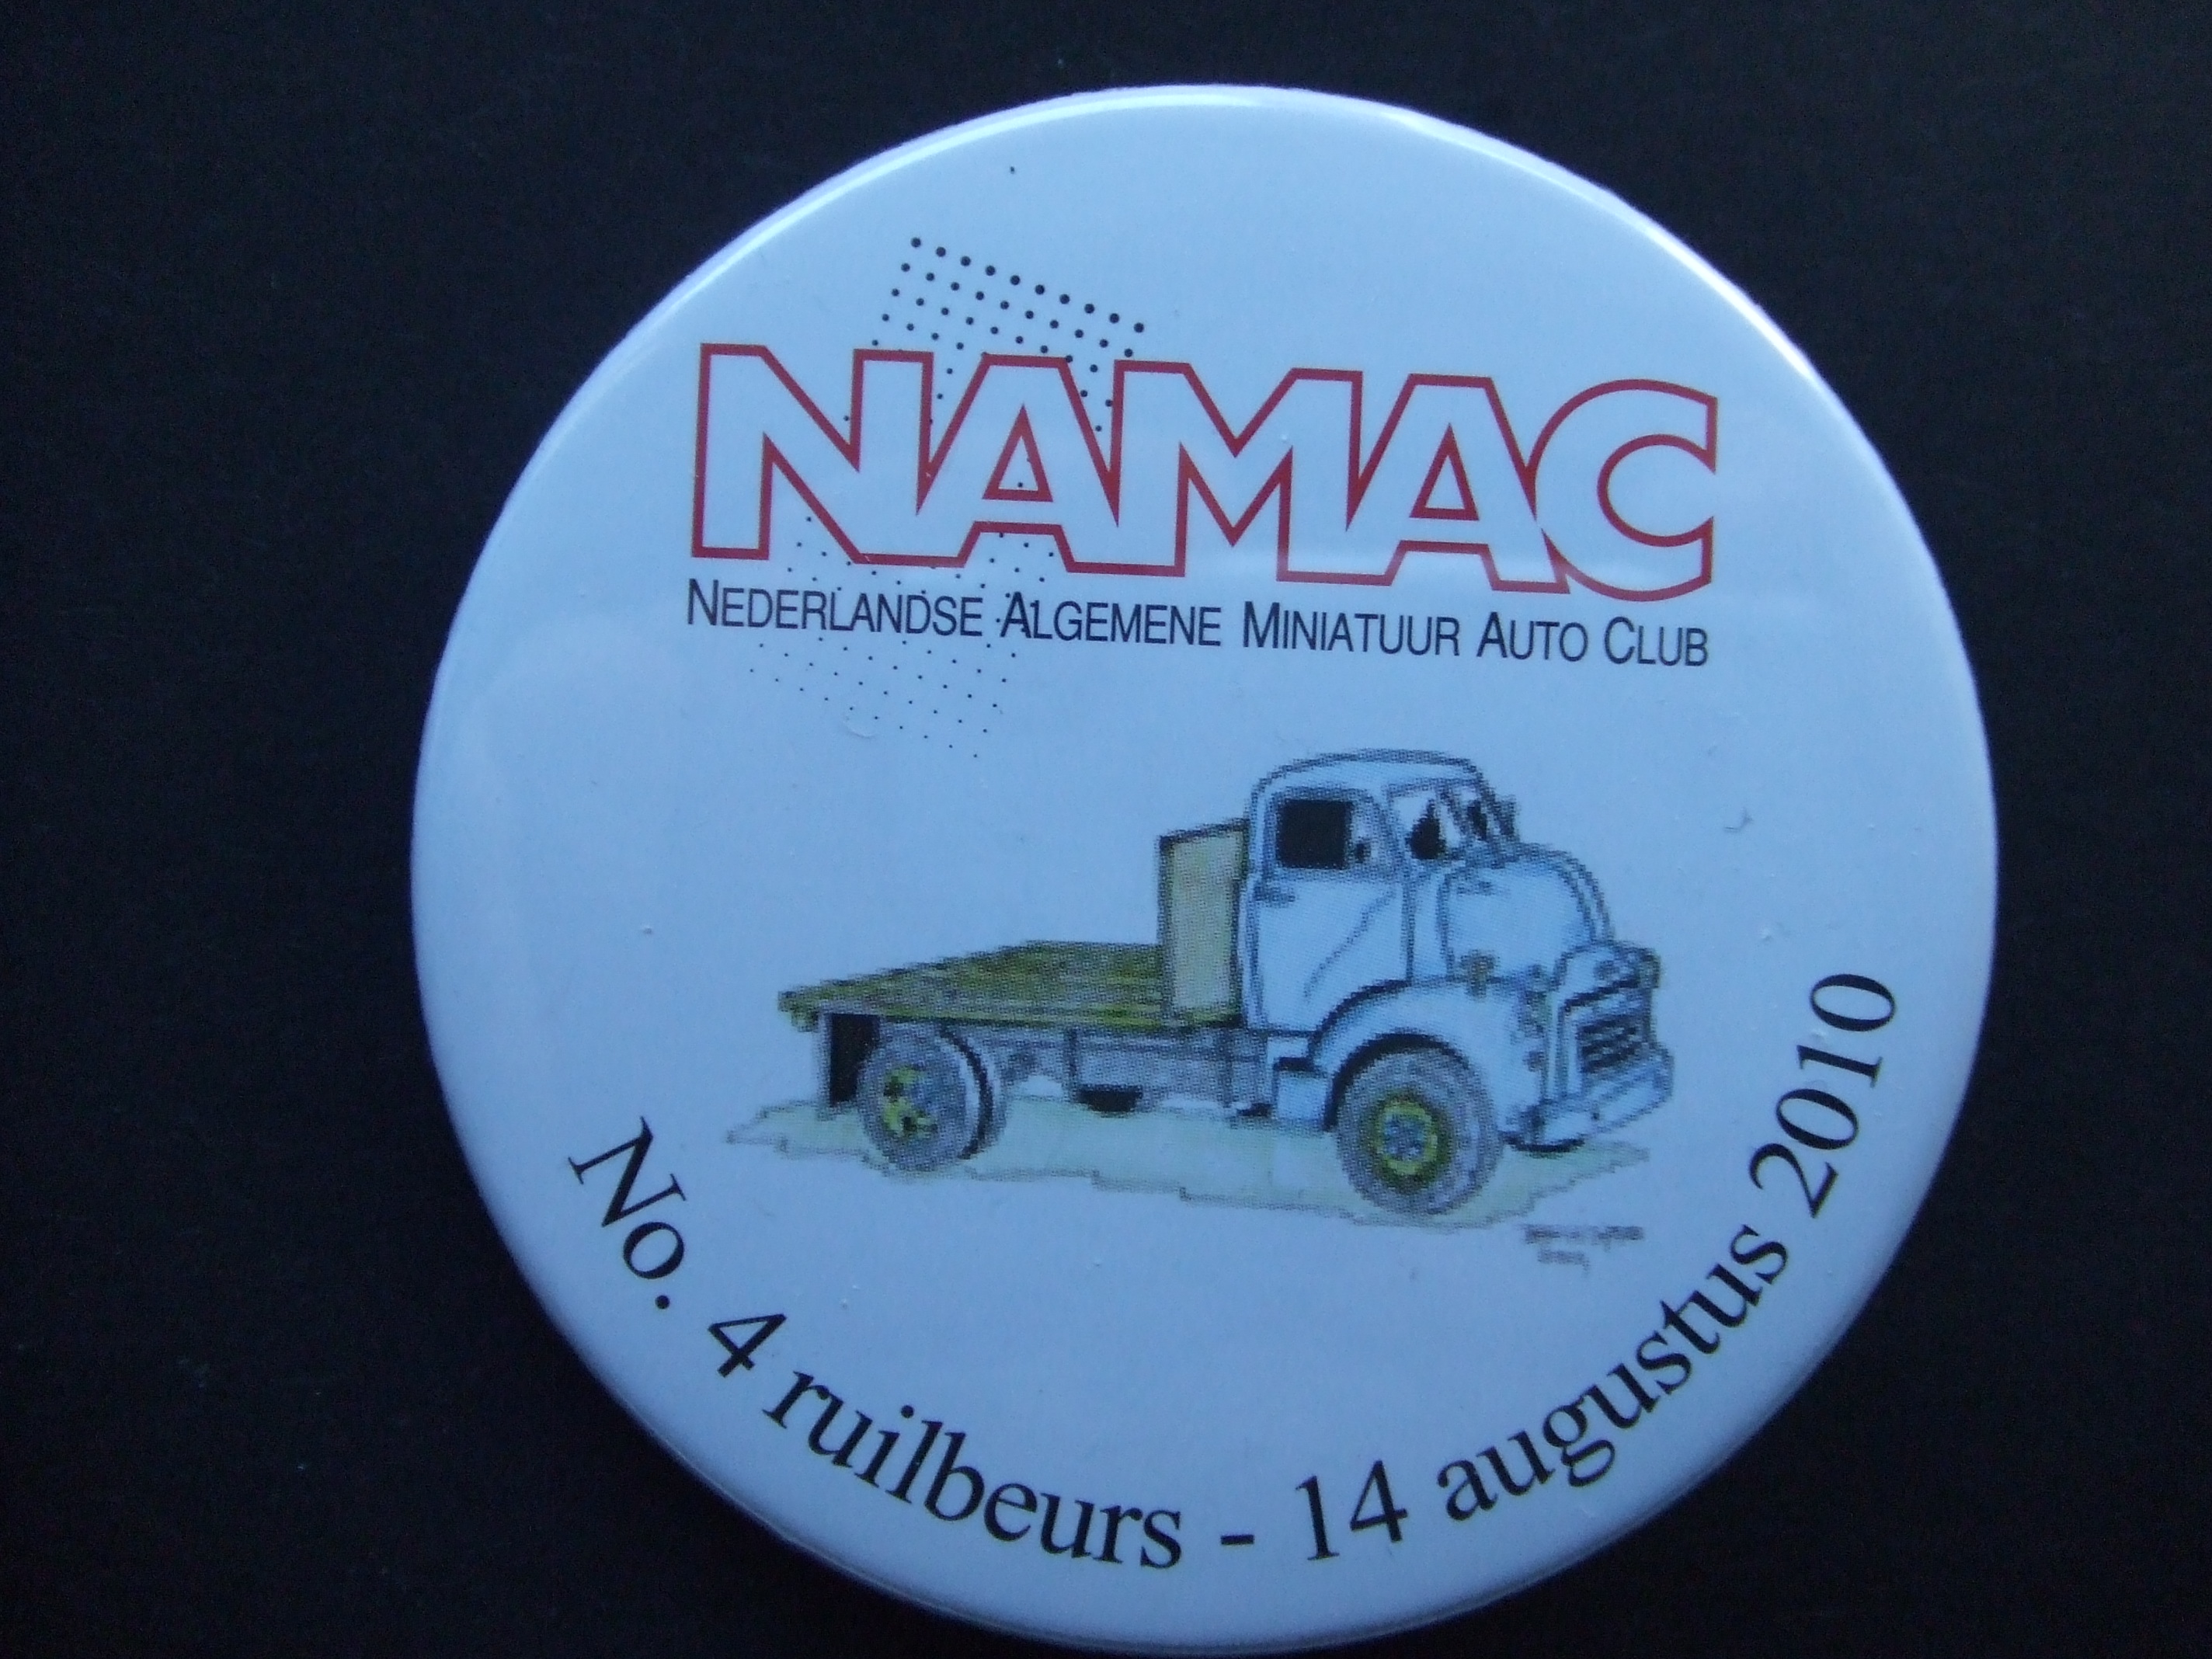 NAMAC
NEDERLANDSE ALGEMENE MINIATUUR AUTO CLUB
No. 4 ruilbeurs - 14 augustus 2010